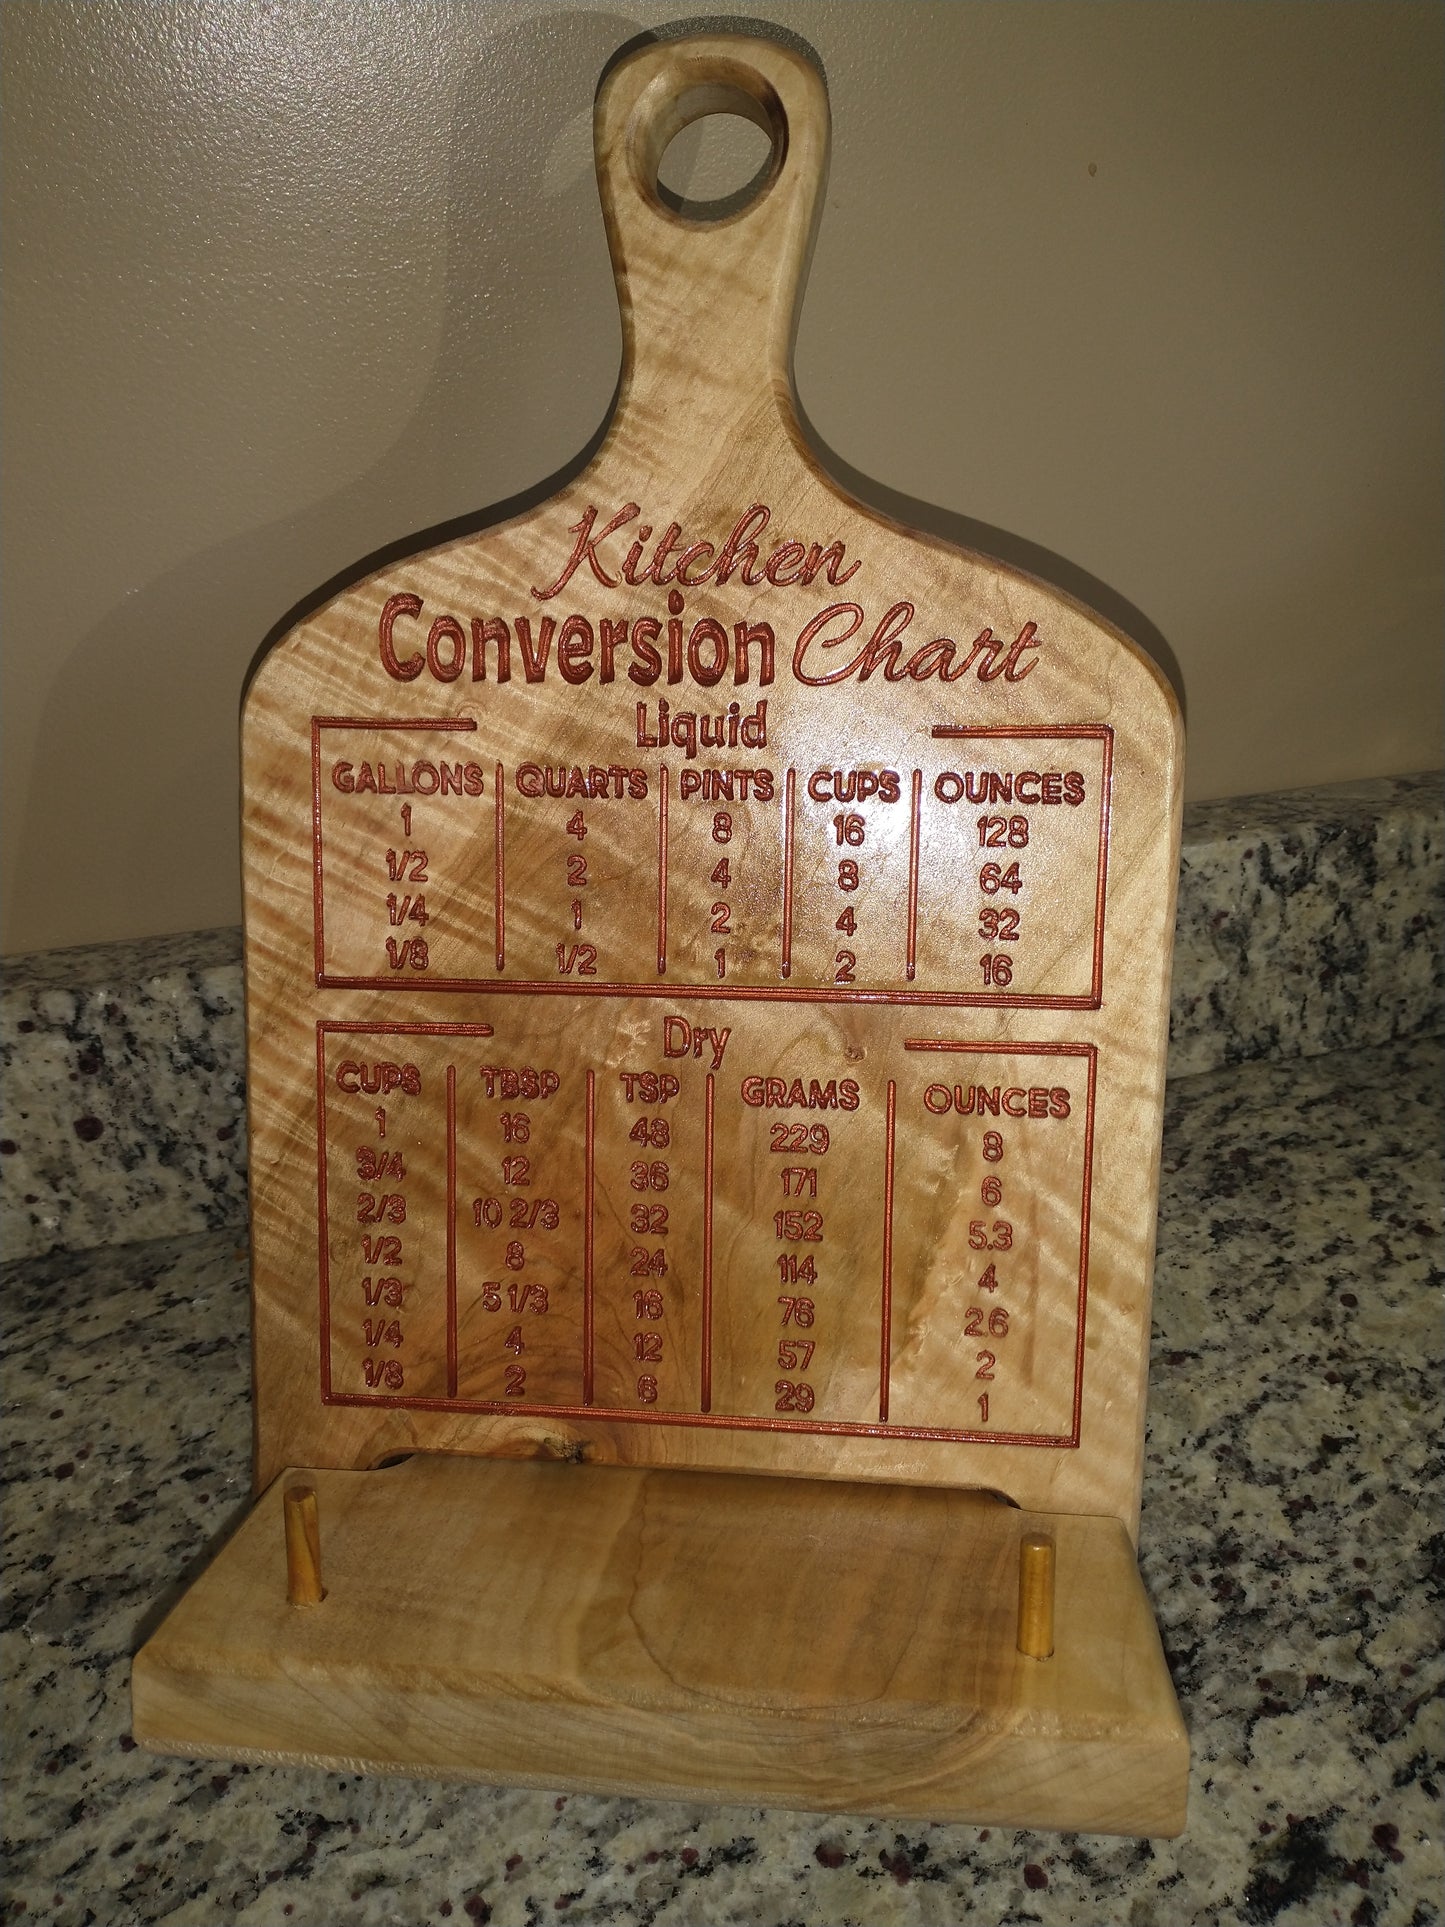 Kitchen
Conversion Chart
Liquid
GALLONS QUARTS PINTS CUPS OUNCES
1 4 8 16 128
1/2 2 4 8 64
1/4 1 2 4 32
1/8 1/2 1 2 16
Dry
CUPS TBSP TSP GRAMS OUNCES
1 16 48 229 8
3/4 12 36 171 6
2/3 10 2/3 32 152 5.3
1/2 8 24 114 4
1/3 5 1/3 16 76 2.6
1/4 4 12 57 2
1/8 2 6 29 1